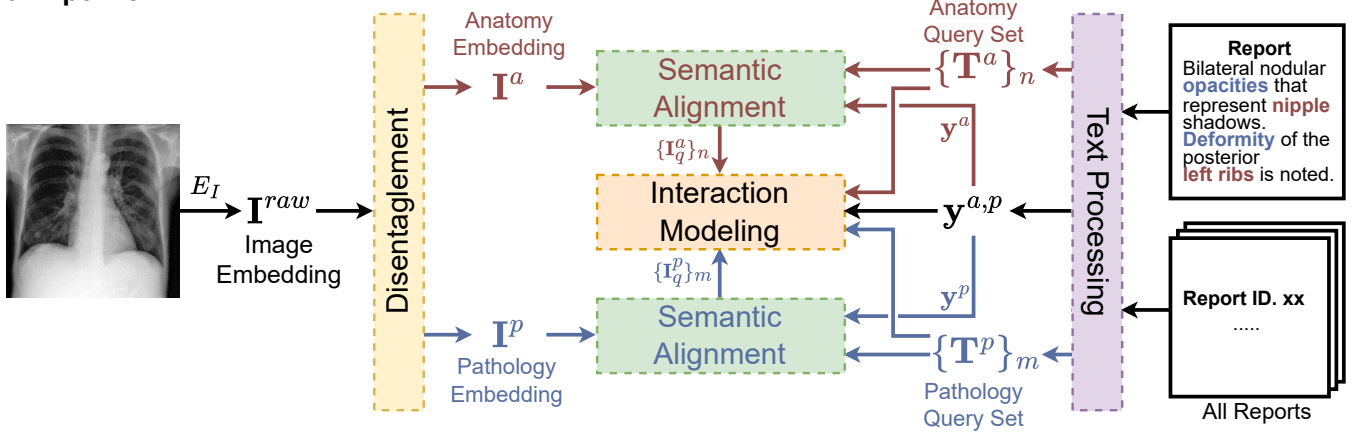 E_I
I^{raw}
Image
Embedding
Disentaglement
Anatomy
Embedding
I^a
I^p
Pathology
Embedding
Semantic
Alignment
{I_q^a}_n
Interaction
Modeling
{I_q^p}_m
Semantic
Alignment
Anatomy
Query Set
{T^a}_n
y^a
y^{a,p}
y^p
{T^p}_m
Pathology
Query Set
Text Processing
Report
Bilateral nodular
opacities that
represent nipple
shadows.
Deformity of the
posterior
left ribs is noted.
Report ID. xx
.....
All Reports